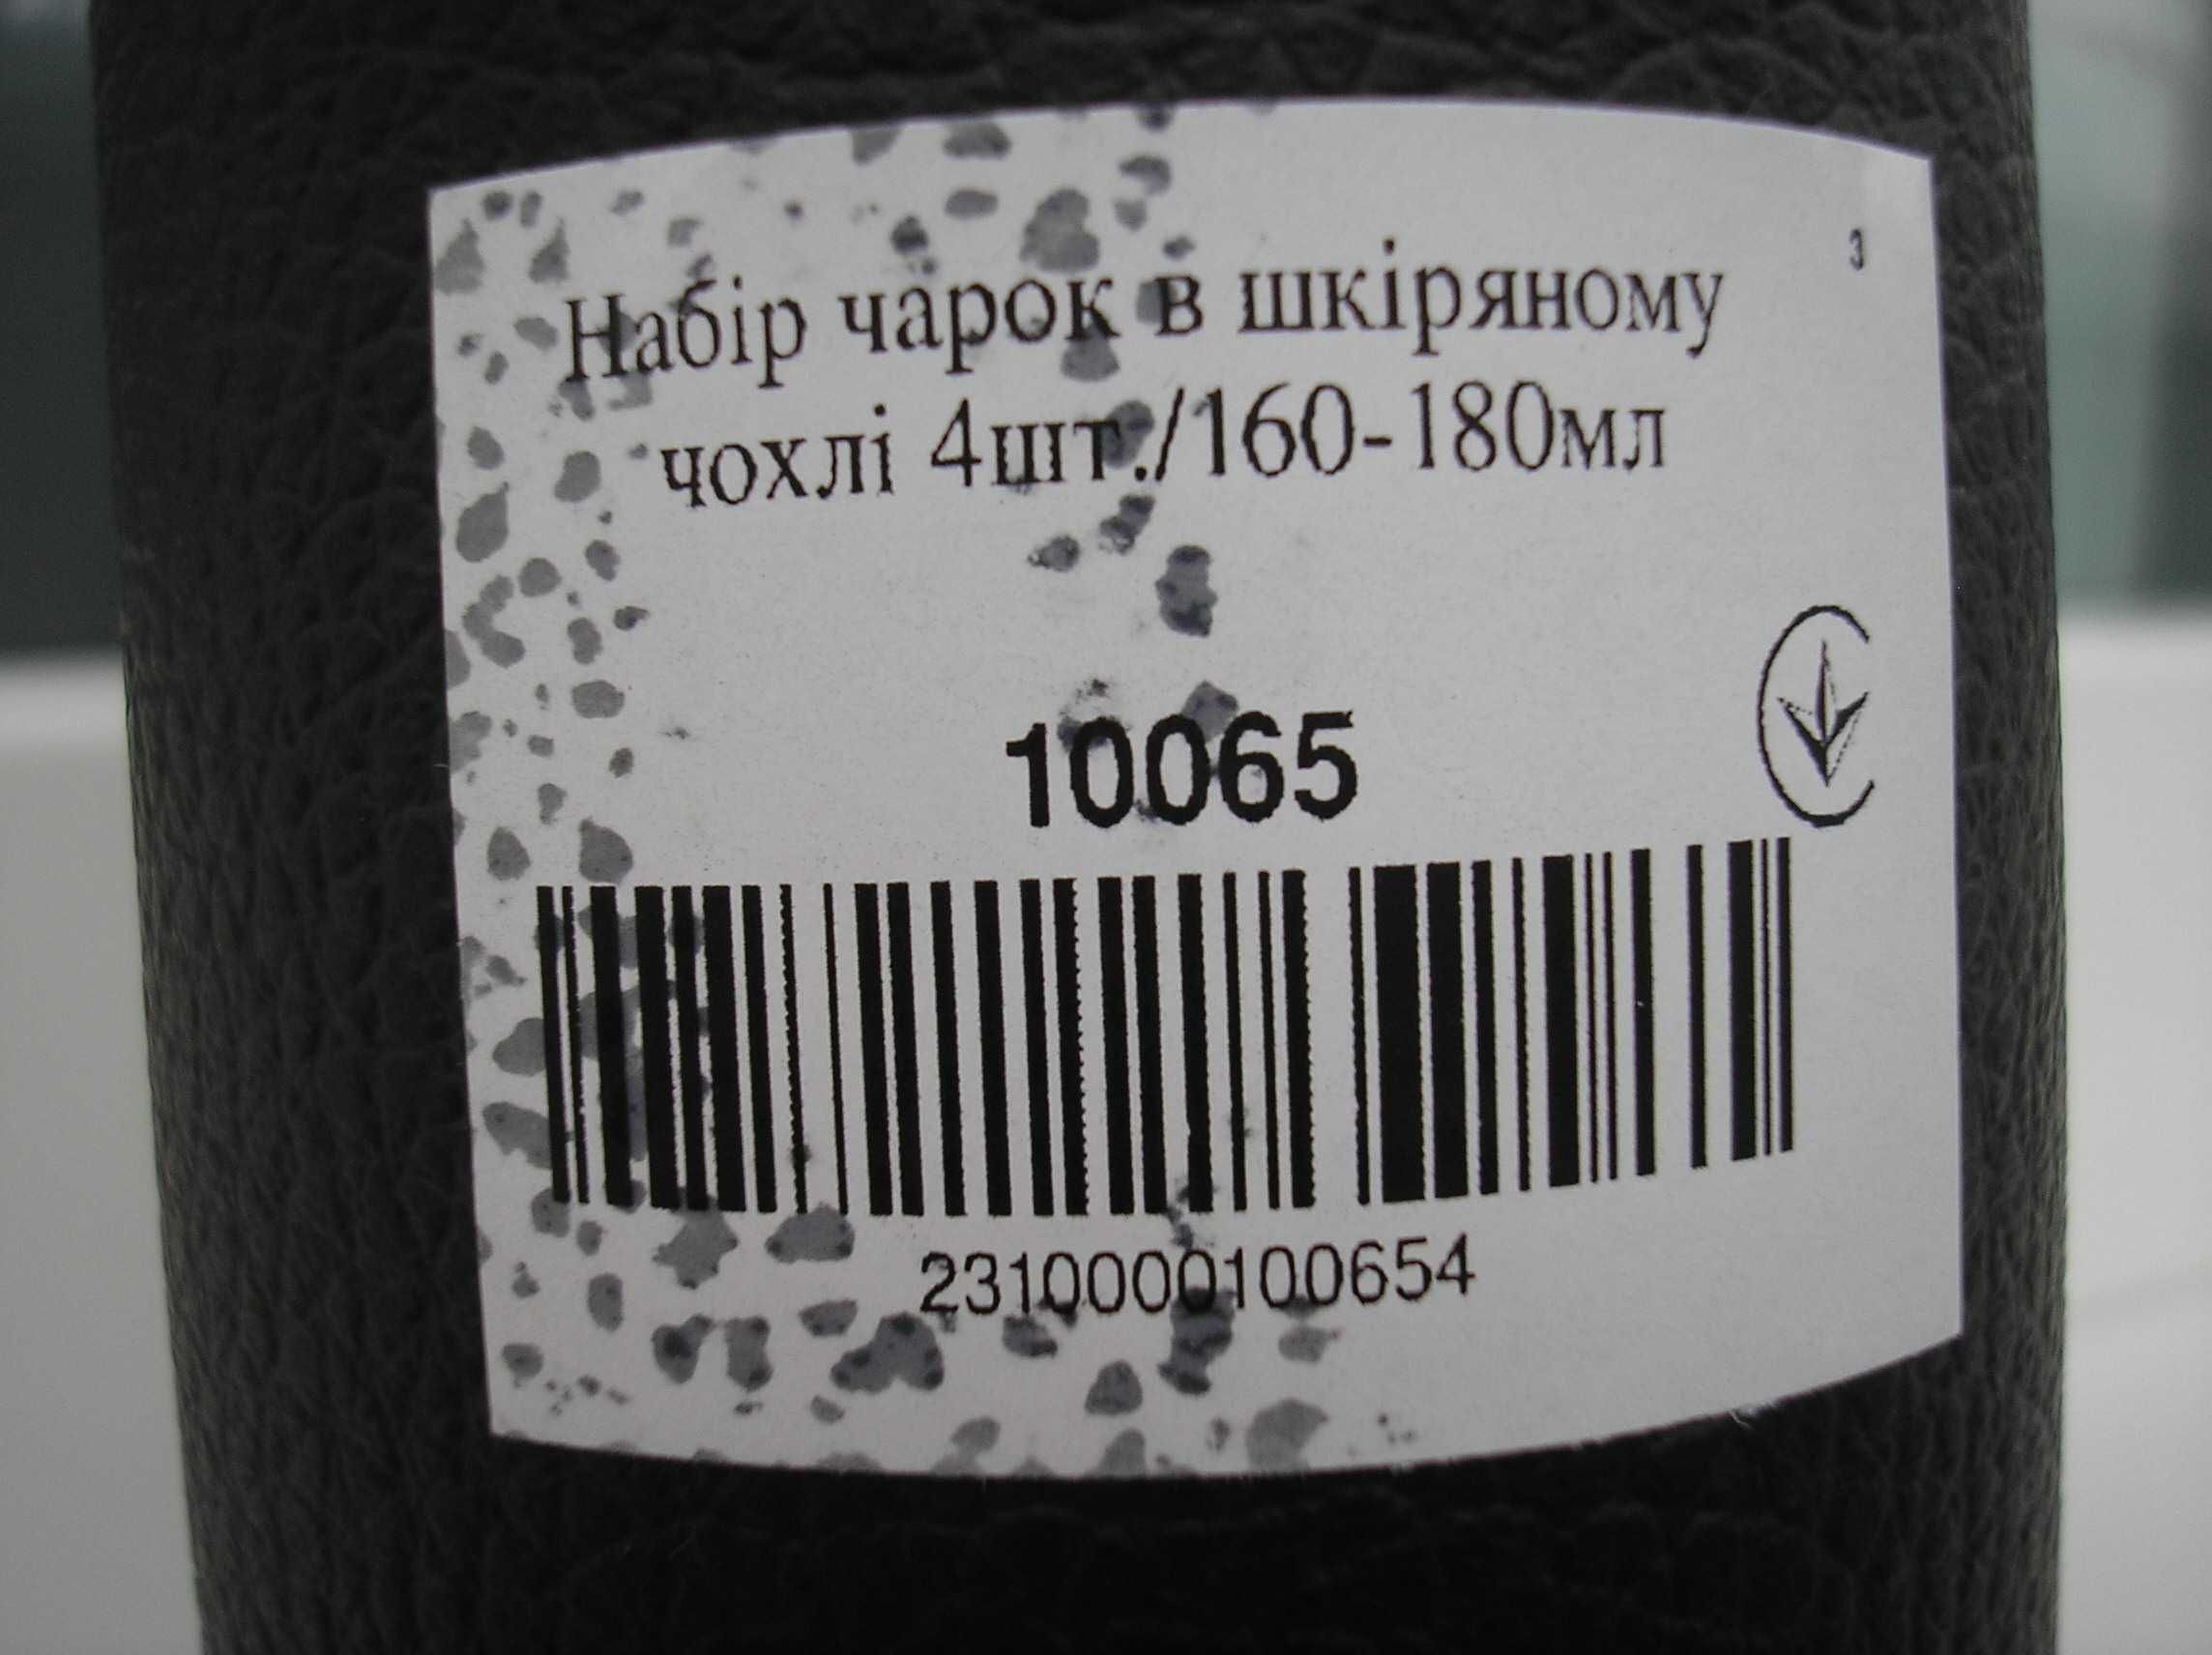 3
Набір чарок в шкіряному
чохлі 4шт./160-180мл
10065
2310000100654